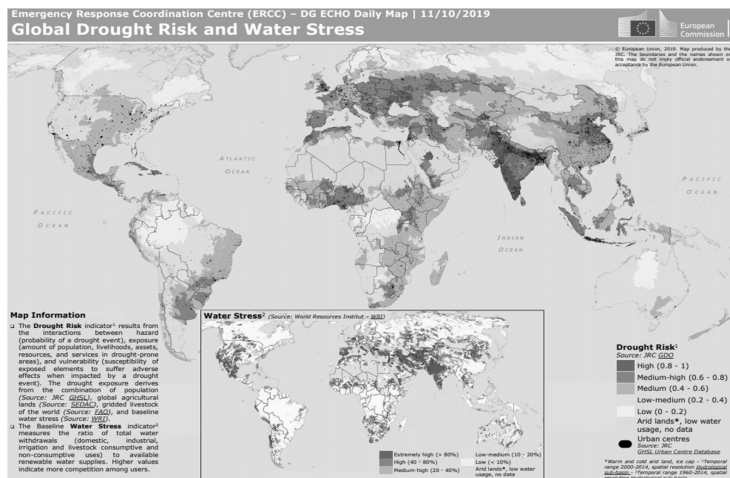 Emergency Response Coordination Centre (ERCC) – DG ECHO Daily Map | 11/10/2019
Global Drought Risk and Water Stress
European
Commission
© European Union, 2019. Map produced by the
JRC. The boundaries and the names shown on
this map do not imply official endorsement or
acceptance by the European Union.
ATLANTIC
OCEAN
PACIFIC
OCEAN
PACIFIC
OCEAN
INDIAN
OCEAN
Map Information
The Drought Risk indicator¹ results from
the interactions between hazard
(probability of a drought event), exposure
(amount of population, livelihoods, assets,
resources, and services in drought-prone
areas), and vulnerability (susceptibility of
exposed elements to suffer adverse
effects when impacted by a drought
event). The drought exposure derives
from the combination of population
(Source: JRC GHSL), global agricultural
lands (Source: SEDAC), gridded livestock
of the world (Source: FAO), and baseline
water stress (Source: WRI).
The Baseline Water Stress indicator²
measures the ratio of total water
withdrawals (domestic, industrial,
irrigation and livestock consumptive and
non-consumptive uses) to available
renewable water supplies. Higher values
indicate more competition among users.
Water Stress² (Source: World Resources Institut – WRI)
Extremely high (> 80%)
High (40 - 80%)
Medium-high (20 - 40%)
Low-medium (10 - 20%)
Low (< 10%)
Arid lands*, low water
usage, no data
Drought Risk¹
Source: JRC GDO
High (0.8 - 1)
Medium-high (0.6 - 0.8)
Medium (0.4 - 0.6)
Low-medium (0.2 - 0.4)
Low (0 - 0.2)
Arid lands*, low water
usage, no data
Urban centres
Source: JRC
GHSL Urban Centre Database
*Warm and cold arid land, ice cap – ¹Temporal
range 2000-2014, spatial resolution Hydrological
sub-basin – ²Temporal range 1960-2014, spatial